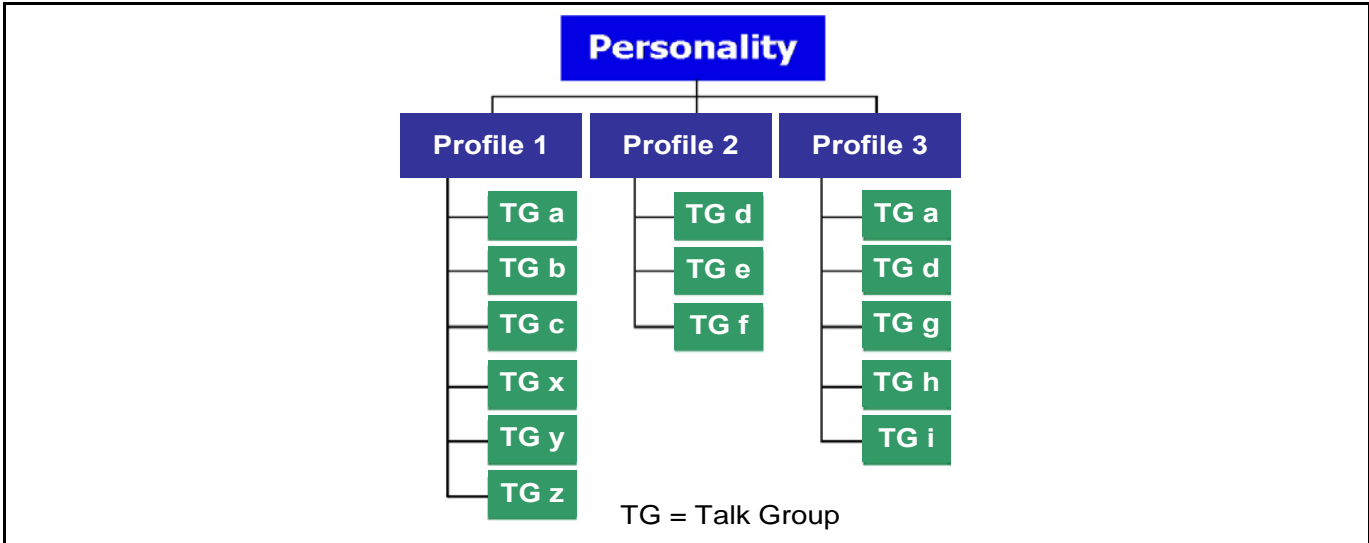 Personality
Profile 1
Profile 2
Profile 3
TG a
TG b
TG c
TG x
TG y
TG z
TG d
TG e
TG f
TG a
TG d
TG g
TG h
TG i
TG = Talk Group